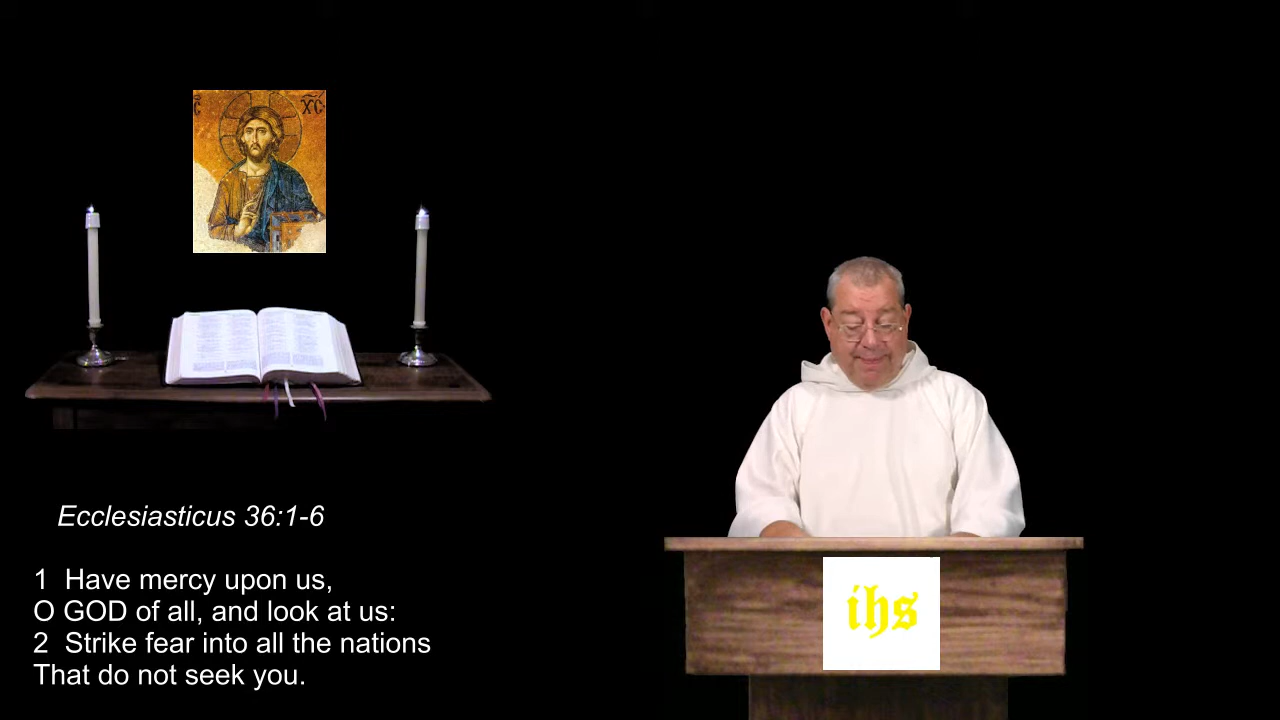 ΧC
Ecclesiasticus 36:1-6
1 Have mercy upon us,
O GOD of all, and look at us:
2 Strike fear into all the nations
That do not seek you.
ihs